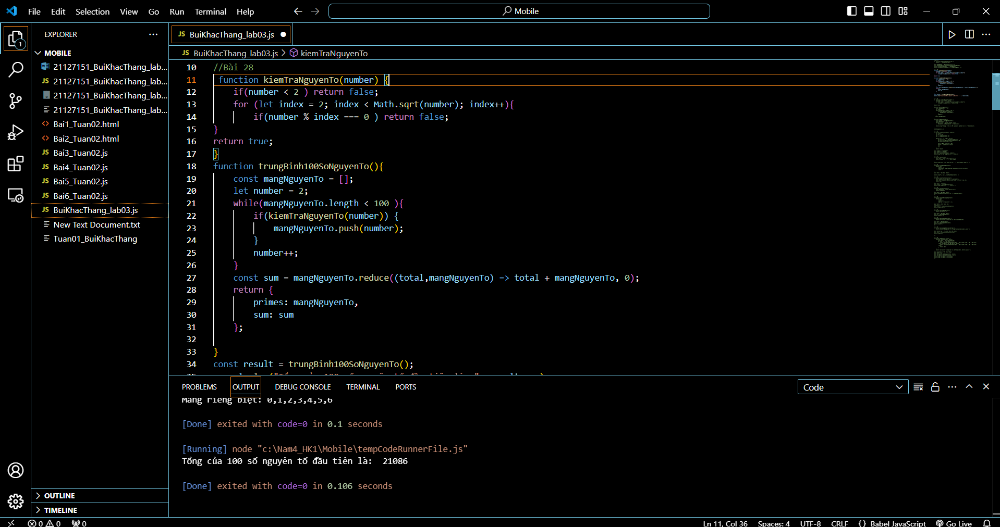 File Edit Selection View Go Run Terminal Help
Mobile
EXPLORER
1
MOBILE
21127151_BuiKhacThang_lab...
JS 21127151_BuiKhacThang_lab...
21127151_BuiKhacThang_lab...
21127151_BuiKhacThang_lab...
Bai1_Tuan02.html
Bai2_Tuan02.html
JS Bai3_Tuan02.js
JS Bai4_Tuan02.js
JS Bai5_Tuan02.js
JS Bai6_Tuan02.js
JS BuiKhacThang_lab03.js
New Text Document.txt
Tuan01_BuiKhacThang
OUTLINE
TIMELINE
JS BuiKhacThang_lab03.js
JS BuiKhacThang_lab03.js > kiemTraNguyenTo
10 //Bài 28
11 function kiemTraNguyenTo(number) {
12 if(number < 2 ) return false;
13 for (let index = 2; index < Math.sqrt(number); index++){
14 if(number % index === 0 ) return false;
15 }
16 return true;
17 }
18 function trungBinh100SoNguyenTo(){
19 const mangNguyenTo = [];
20 let number = 2;
21 while(mangNguyenTo.length < 100 ){
22 if(kiemTraNguyenTo(number)) {
23 mangNguyenTo.push(number);
24 }
25 number++;
26 }
27 const sum = mangNguyenTo.reduce((total,mangNguyenTo) => total + mangNguyenTo, 0);
28 return {
29 primes: mangNguyenTo,
30 sum: sum
31 };
32
33 }
34 const result = trungBinh100SoNguyenTo();
PROBLEMS OUTPUT DEBUG CONSOLE TERMINAL PORTS
Code
Mảng riêng biệt: 0,1,2,3,4,5,6
[Done] exited with code=0 in 0.1 seconds
[Running] node "c:\Nam4_HK1\Mobile\tempCodeRunnerFile.js"
Tổng của 100 số nguyên tố đầu tiên là: 21086
[Done] exited with code=0 in 0.106 seconds
0 0 0
Ln 11, Col 36 Spaces: 4 UTF-8 CRLF {} Babel JavaScript Go Live